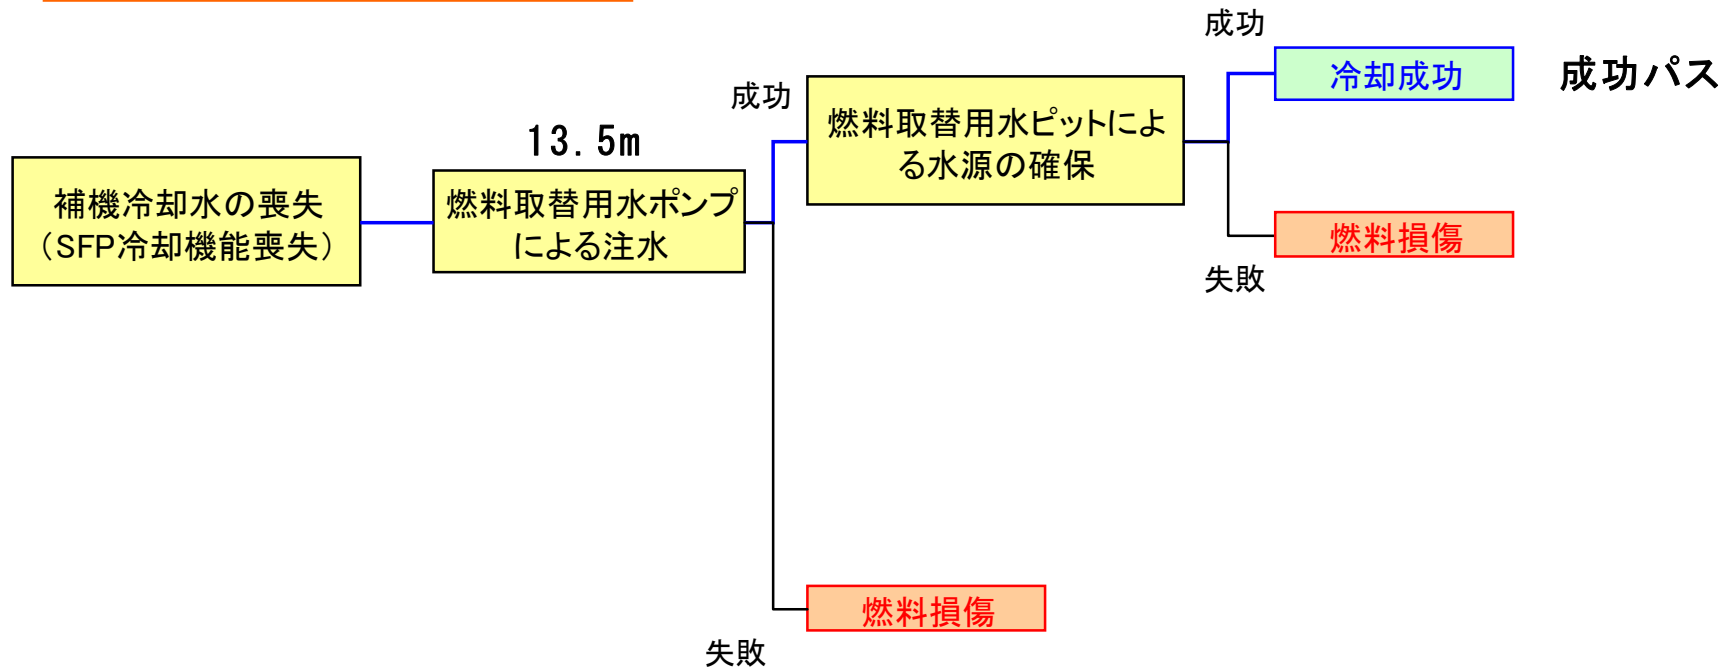 補機冷却水の喪失
（SFP冷却機能喪失）
13.5m
燃料取替用水ポンプ
による注水
成功
燃料取替用水ピットによ
る水源の確保
成功
冷却成功
成功パス
燃料損傷
失敗
燃料損傷
失敗